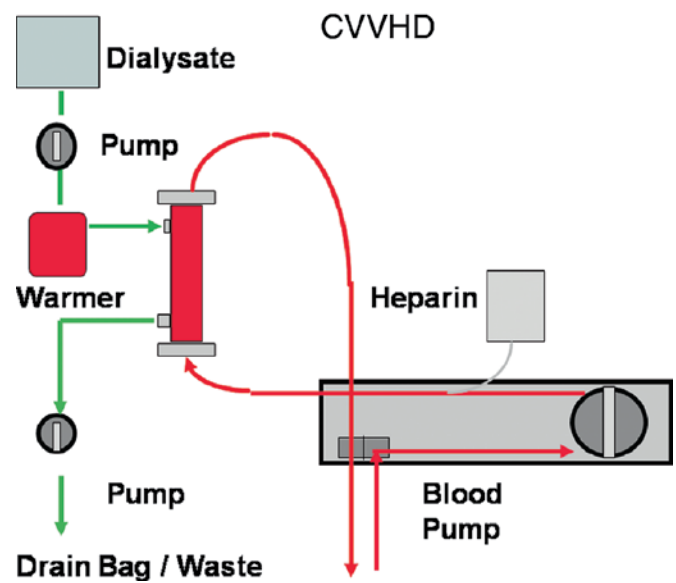 CVVHD
Dialysate
Pump
Warmer
Heparin
Blood
Pump
Pump
Drain Bag / Waste